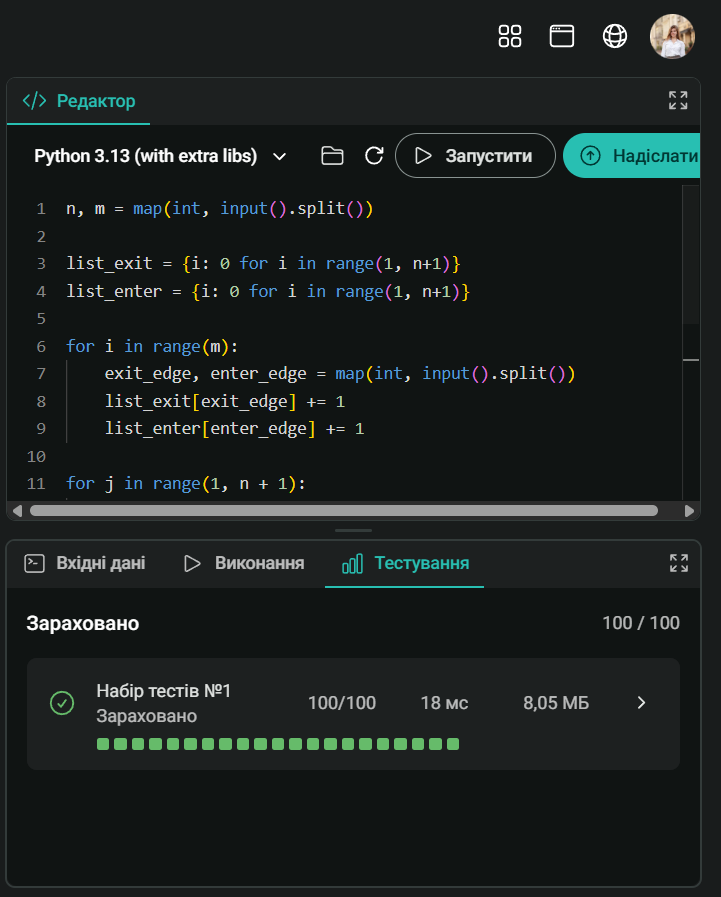 </> Редактор
Python 3.13 (with extra libs) Запустити Надіслати
1 n, m = map(int, input().split())
2
3 list_exit = {i: 0 for i in range(1, n+1)}
4 list_enter = {i: 0 for i in range(1, n+1)}
5
6 for i in range(m):
7     exit_edge, enter_edge = map(int, input().split())
8     list_exit[exit_edge] += 1
9     list_enter[enter_edge] += 1
10
11 for j in range(1, n + 1):
Вхідні дані Виконання Тестування
Зараховано 100 / 100
Набір тестів №1 100/100 18 мс 8,05 МБ
Зараховано